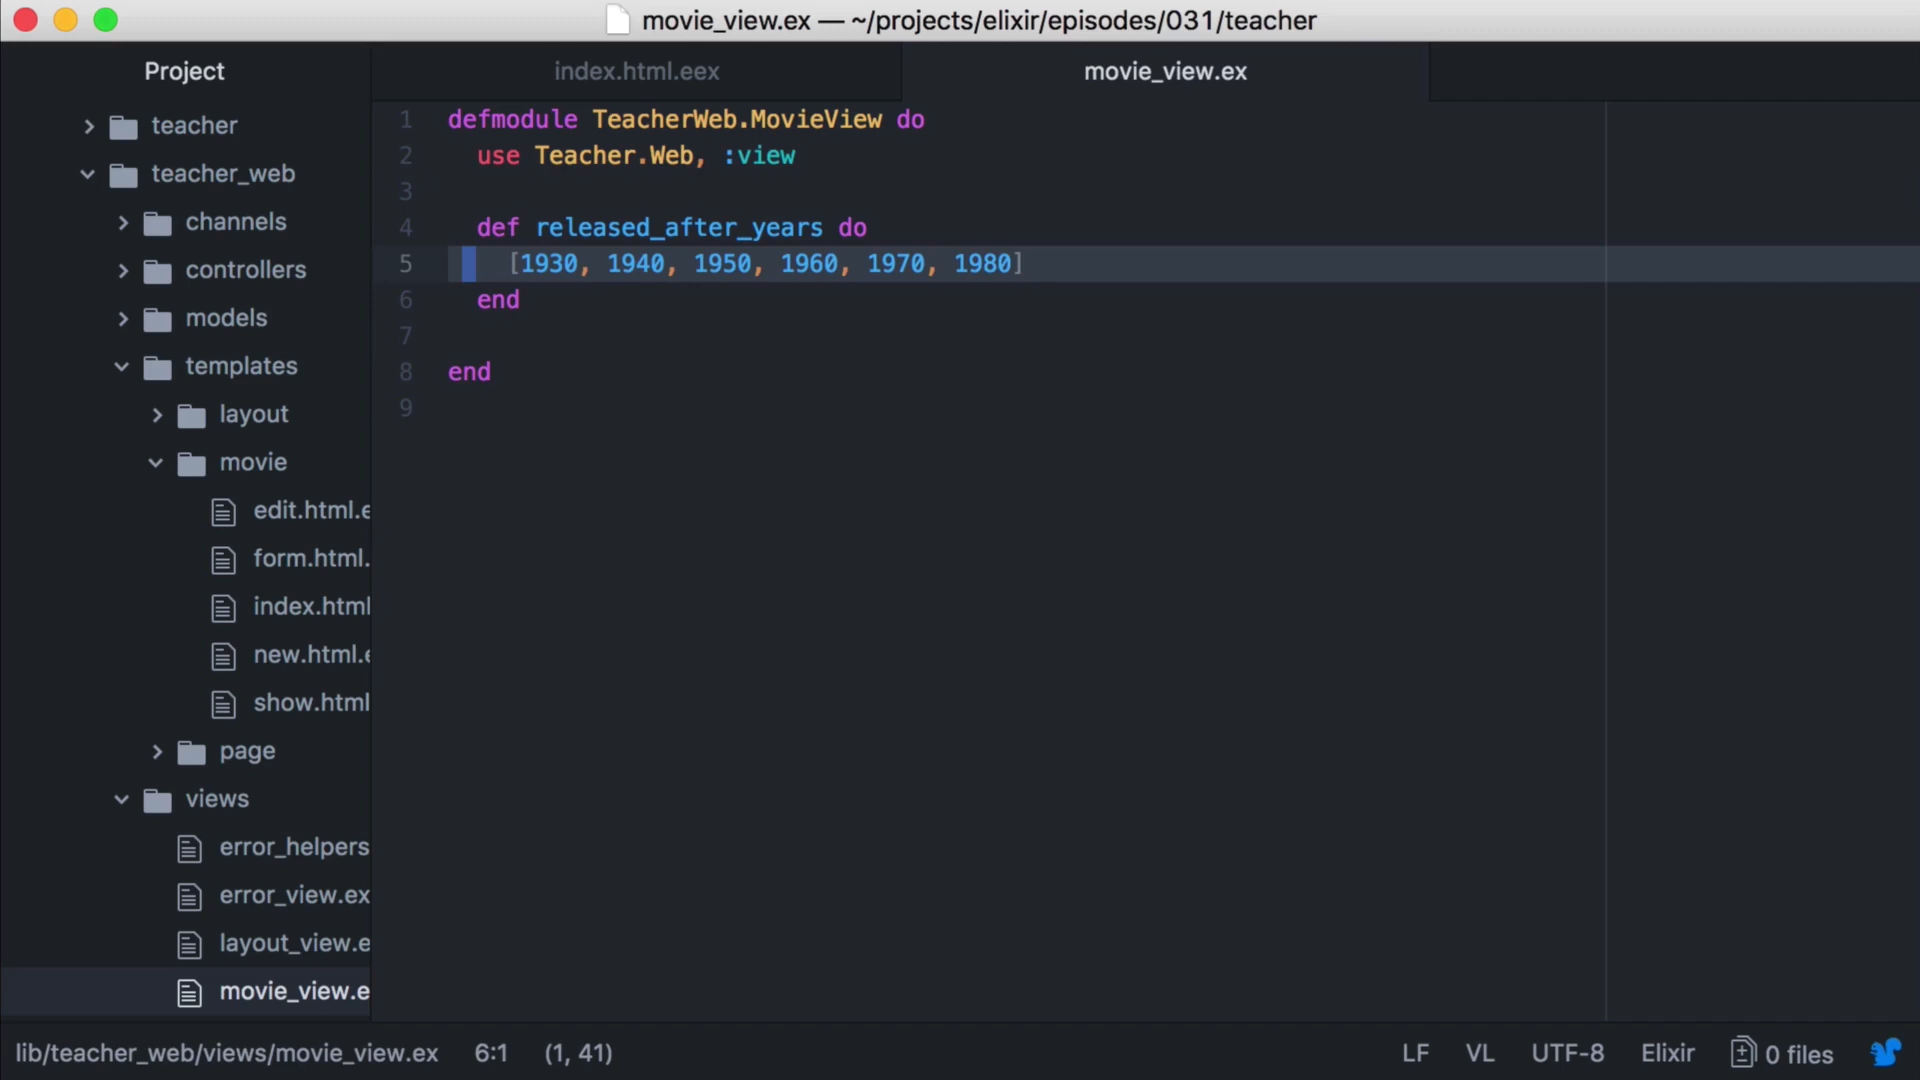 movie_view.ex — ~/projects/elixir/episodes/031/teacher
Project
index.html.eex
movie_view.ex
teacher
teacher_web
channels
controllers
models
templates
layout
movie
edit.html.e
form.html.
index.html
new.html.e
show.html
page
views
error_helpers
error_view.ex
layout_view.e
movie_view.e
1 defmodule TeacherWeb.MovieView do
2 use Teacher.Web, :view
3
4 def released_after_years do
5 [1930, 1940, 1950, 1960, 1970, 1980]
6 end
7
8 end
9
lib/teacher_web/views/movie_view.ex 6:1 (1, 41) LF VL UTF-8 Elixir 0 files